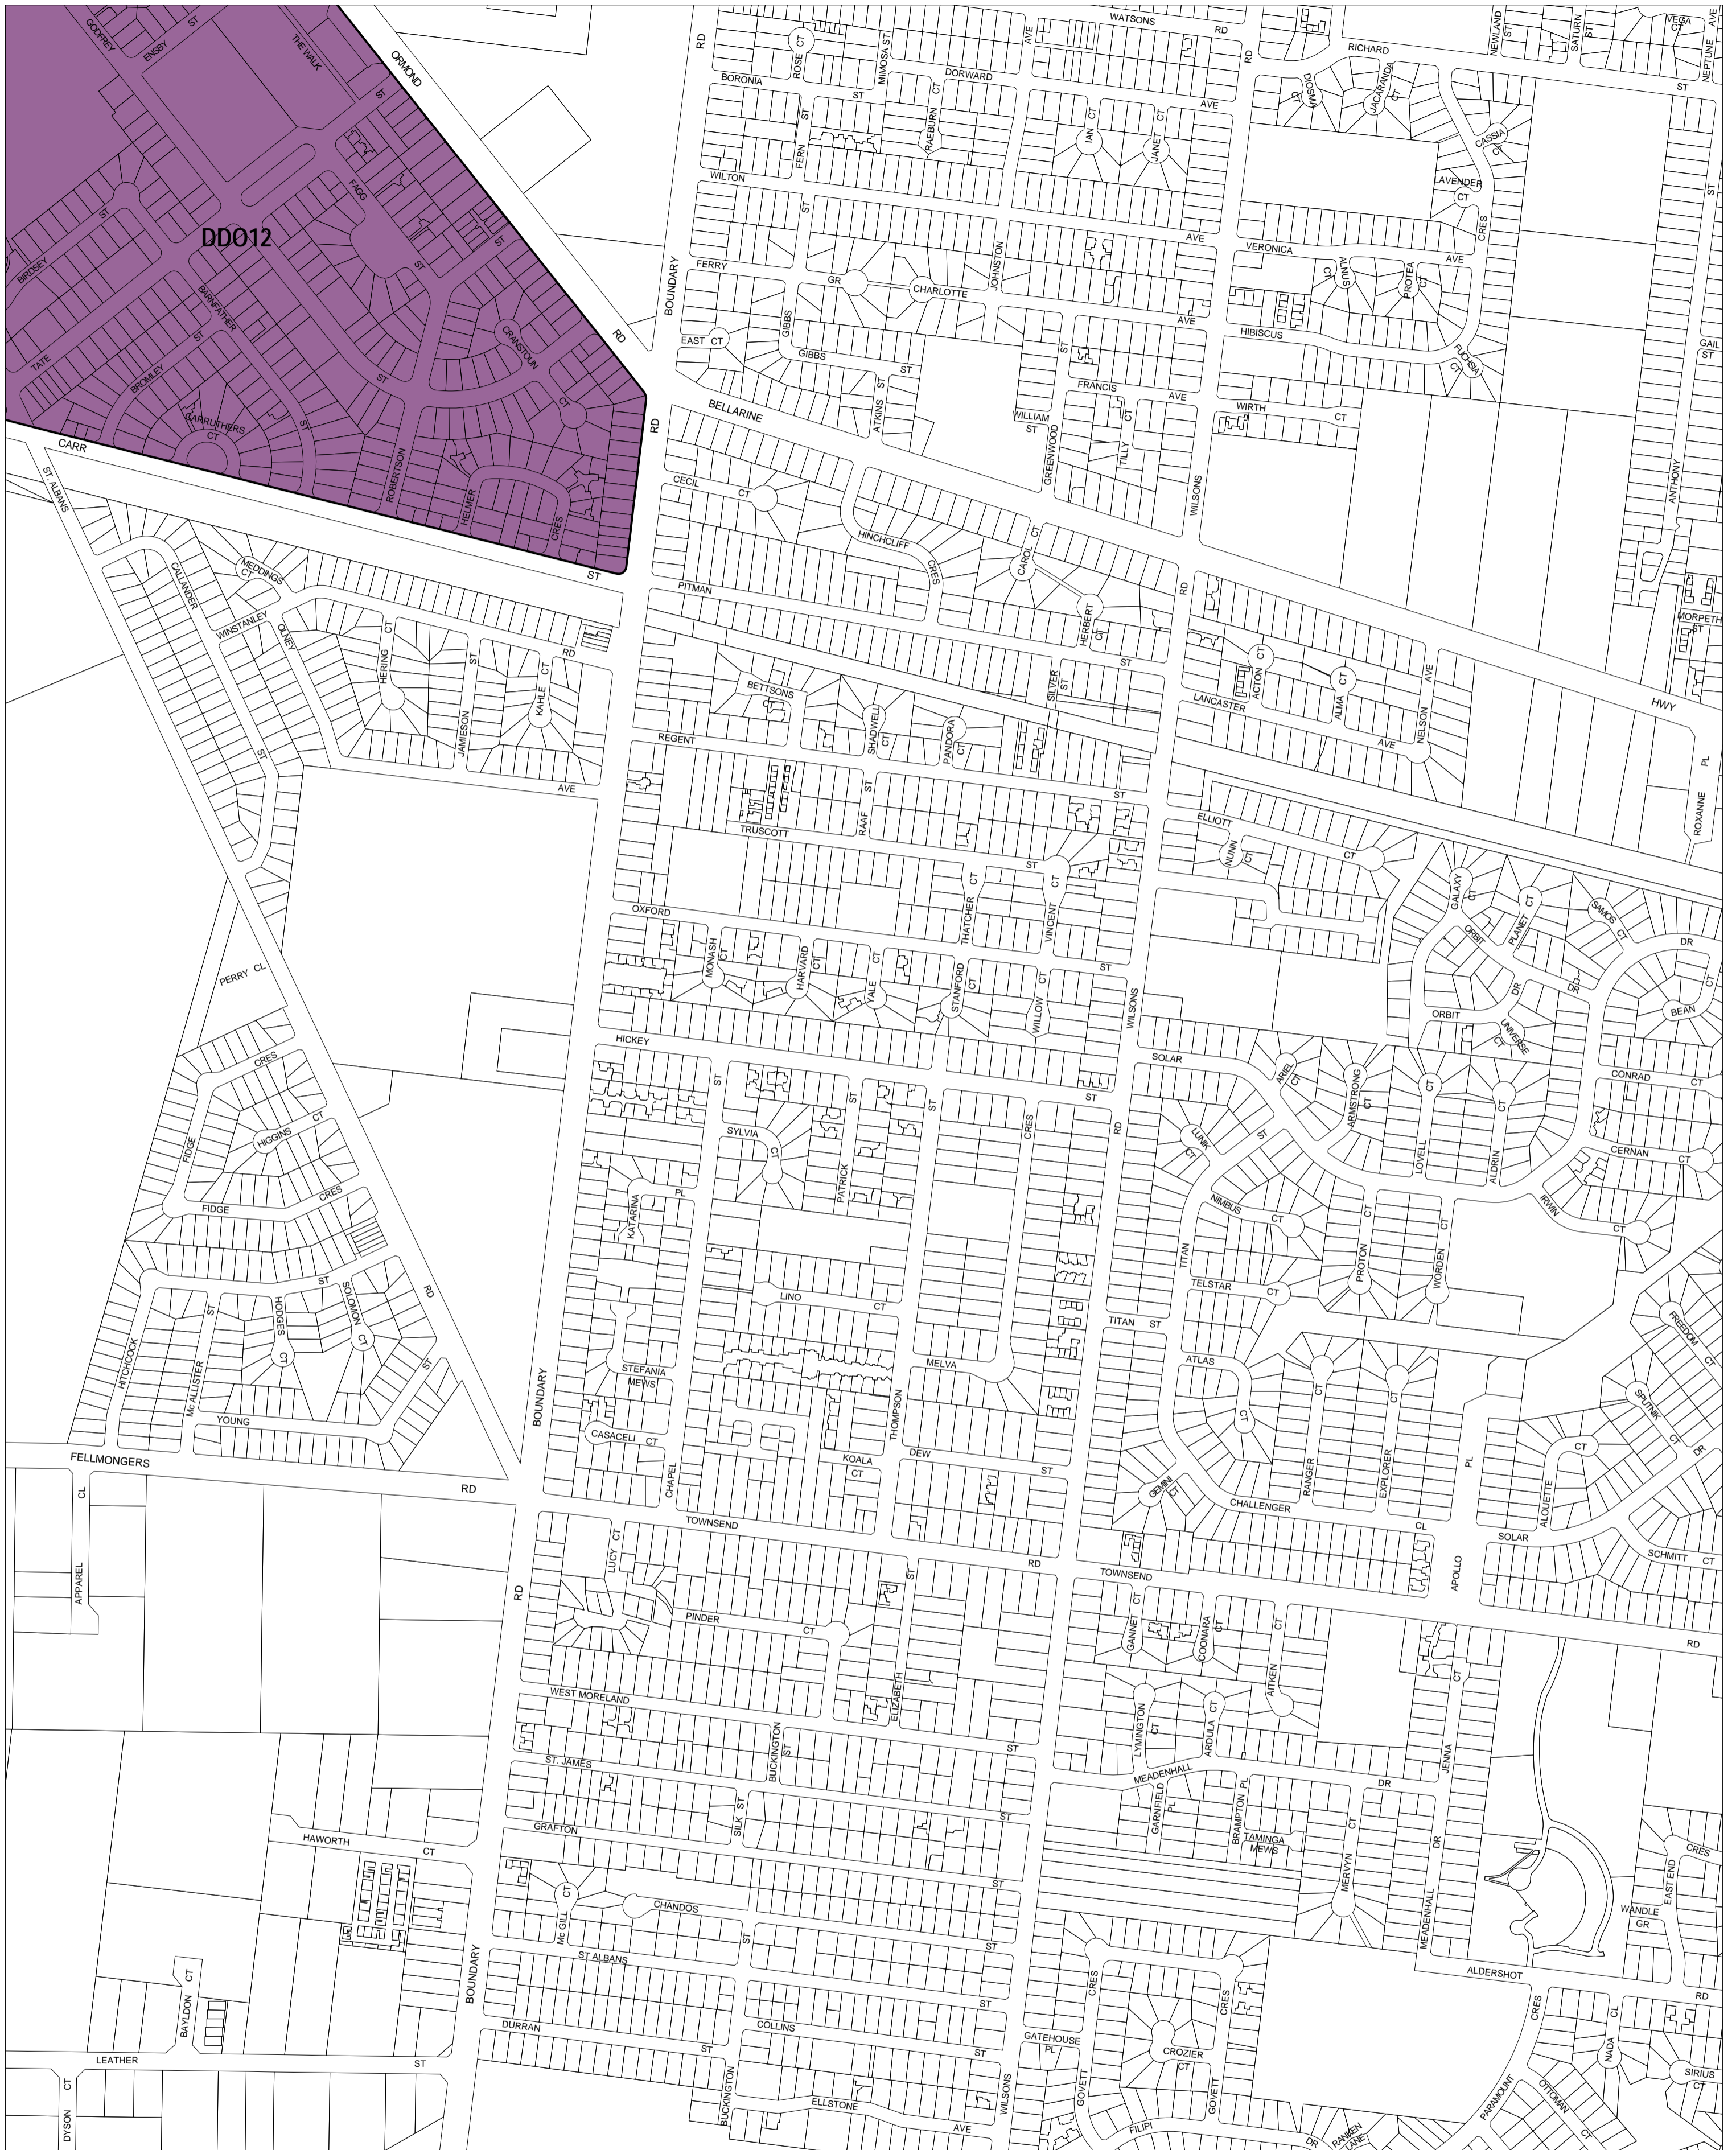 WATSONS
RD
RICHARD
ST
NEWLAND
ST
SATURN
ST
VEGA
CT
NEPTUNE
AVE
GODFREY
ENSBY
ST
THE WALK
ORMOND
RD
ST
RD
ROSE CT
MIMOSA ST
AVE
RD
BORONIA
ST
DORWARD
AVE
RAEBURN CT
IAN CT
JANET CT
DIOSMA
CT
JACARANDA
CT
CASSIA
CT
LAVENDER
CT
CRES
FERN ST
WILTON
AVE
ST
FAGG
ST
ST
DDO12
BIRDSEY
ST
BARNFATHER
ST
BOUNDARY
RD
FERRY
GR
CHARLOTTE
JOHNSTON
AVE
VERONICA
AVE
ALNUS
CT
PROTEA
CT
HIBISCUS
FUCHSIA
CT
ST
GAIL
ST
CRANSTOUN
CT
EAST CT
GIBBS
GIBBS
ST
ATKINS ST
TATE
ST
BROMLEY
ST
CARRUTHERS
CT
ROBERTSON
HELMER
CRES
CARR
ST
ST. ALBANS
BELLARINE
HWY
WILLIAM
ST
ST
FRANCIS
AVE
GREENWOOD
TILLY CT
WIRTH CT
WILSONS
RD
ANTHONY
CECIL CT
HINCHCLIFF
CRES
CAROL CT
HERBERT
CT
PITMAN
ST
MORPETH
ST
CALLANDER
ST
MEDDINGS
CT
WINSTANLEY
RD
OLNEY
AVE
HERING CT
JAMIESON ST
KAHLE CT
BETTSONS
CT
SHADWELL
CT
PANDORA
CT
SILVER
ST
ACTON CT
ALMA CT
NELSON AVE
LANCASTER
AVE
REGENT
ST
RAAF ST
TRUSCOTT
ST
ELLIOTT
CT
NUNN
CT
ROXANNE PL
THATCHER CT
VINCENT CT
GALAXY
CT
ORBIT
DR
PLANET CT
SAMOS
CT
DR
DR
OXFORD
ST
MONASH
CT
HARVARD
CT
YALE CT
STANFORD
CT
WILLOW CT
WILSONS
RD
ORBIT
UNIVERSE
CT
BEAN
CT
PERRY CL
HICKEY
ST
SOLAR
ARIEL
CT
ARMSTRONG
CT
CT
LOVELL
CT
ALDRIN
CONRAD CT
CERNAN CT
IRWIN
CT
CRES
FIDGE
HIGGINS CT
CRES
FIDGE
ST
SYLVIA
CT
PATRICK ST
ST
CRES
LUNIK
CT
ST
KATARINA
PL
NIMBUS
CT
PROTON CT
WORDEN CT
TITAN
TELSTAR CT
HITCHCOCK
ST
Mc ALLISTER ST
HODGES
CT
SOLOMON
CT
RD
ST
YOUNG
LINO
CT
TITAN ST
ATLAS
CT
FREEDOM
CT
SPUTNIK
CT
DR
BOUNDARY
RD
STEFANIA
MEWS
CASACELI CT
CHAPEL
MELVA
THOMPSON
KOALA
CT
DEW
ST
GEMINI
CT
RANGER
CT
EXPLORER
CT
CHALLENGER
CL
PL
APOLLO
ALOUETTE
CT
SOLAR
SCHMITT CT
FELLMONGERS
RD
CL
APPAREL
TOWNSEND
RD
LUCY CT
PINDER
CT
ELIZABETH
ST
TOWNSEND
RD
GANNET CT
COONARA
CT
AITKEN
CT
LYMINGTON
CT
ARDULA CT
JENNA
CT
WEST MORELAND
ST
BUCKINGTON
ST
ST. JAMES
ST
SILK ST
MEADENHALL
DR
GARNFIELD
PL
BRAMPTON PL
TAMINGA
MEWS
MERVYN CT
MEADENHALL
DR
HAWORTH
CT
GRAFTON
ST
CT
Mc GILL
CHANDOS
ST
ST
ST ALBANS
ST
EAST END
CRES
WANDLE
GR
ALDERSHOT
RD
BOUNDARY
BAYLDON CT
LEATHER
ST
DYSON CT
DURRAN
ST
COLLINS
ST
BUCKINGTON
ELLSTONE
AVE
WILSONS
GATEHOUSE
PL
GOVETT
CRES
CROZIER
CT
GOVETT
CRES
FILIPI
DR
RANKEN
LANE
PARAMOUNT
CRES
OTTOMAN
CT
NADA CL
SIRIUS
CT